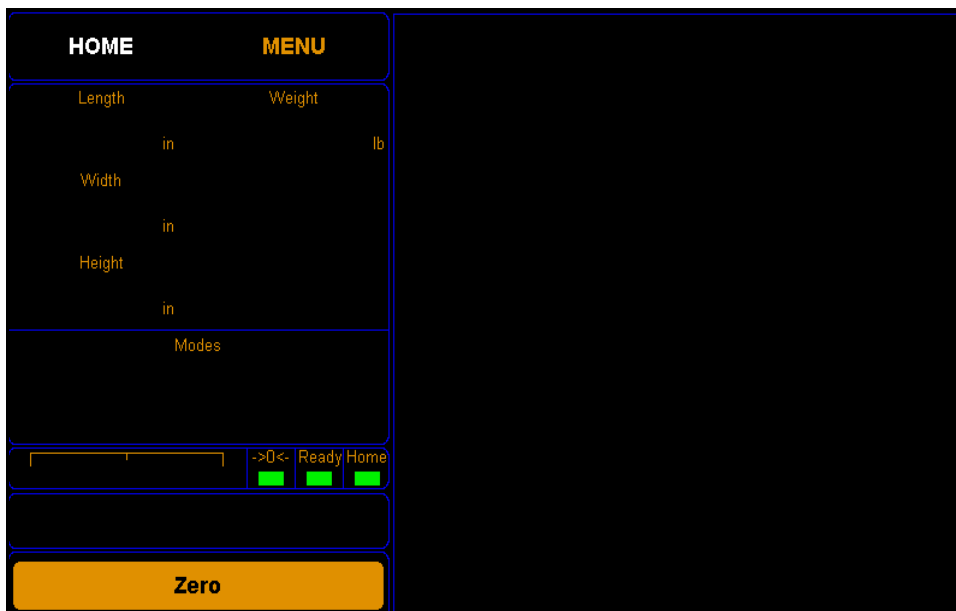 HOME MENU
Length Weight
in lb
Width
in
Height
in
Modes
->0<- Ready Home
Zero